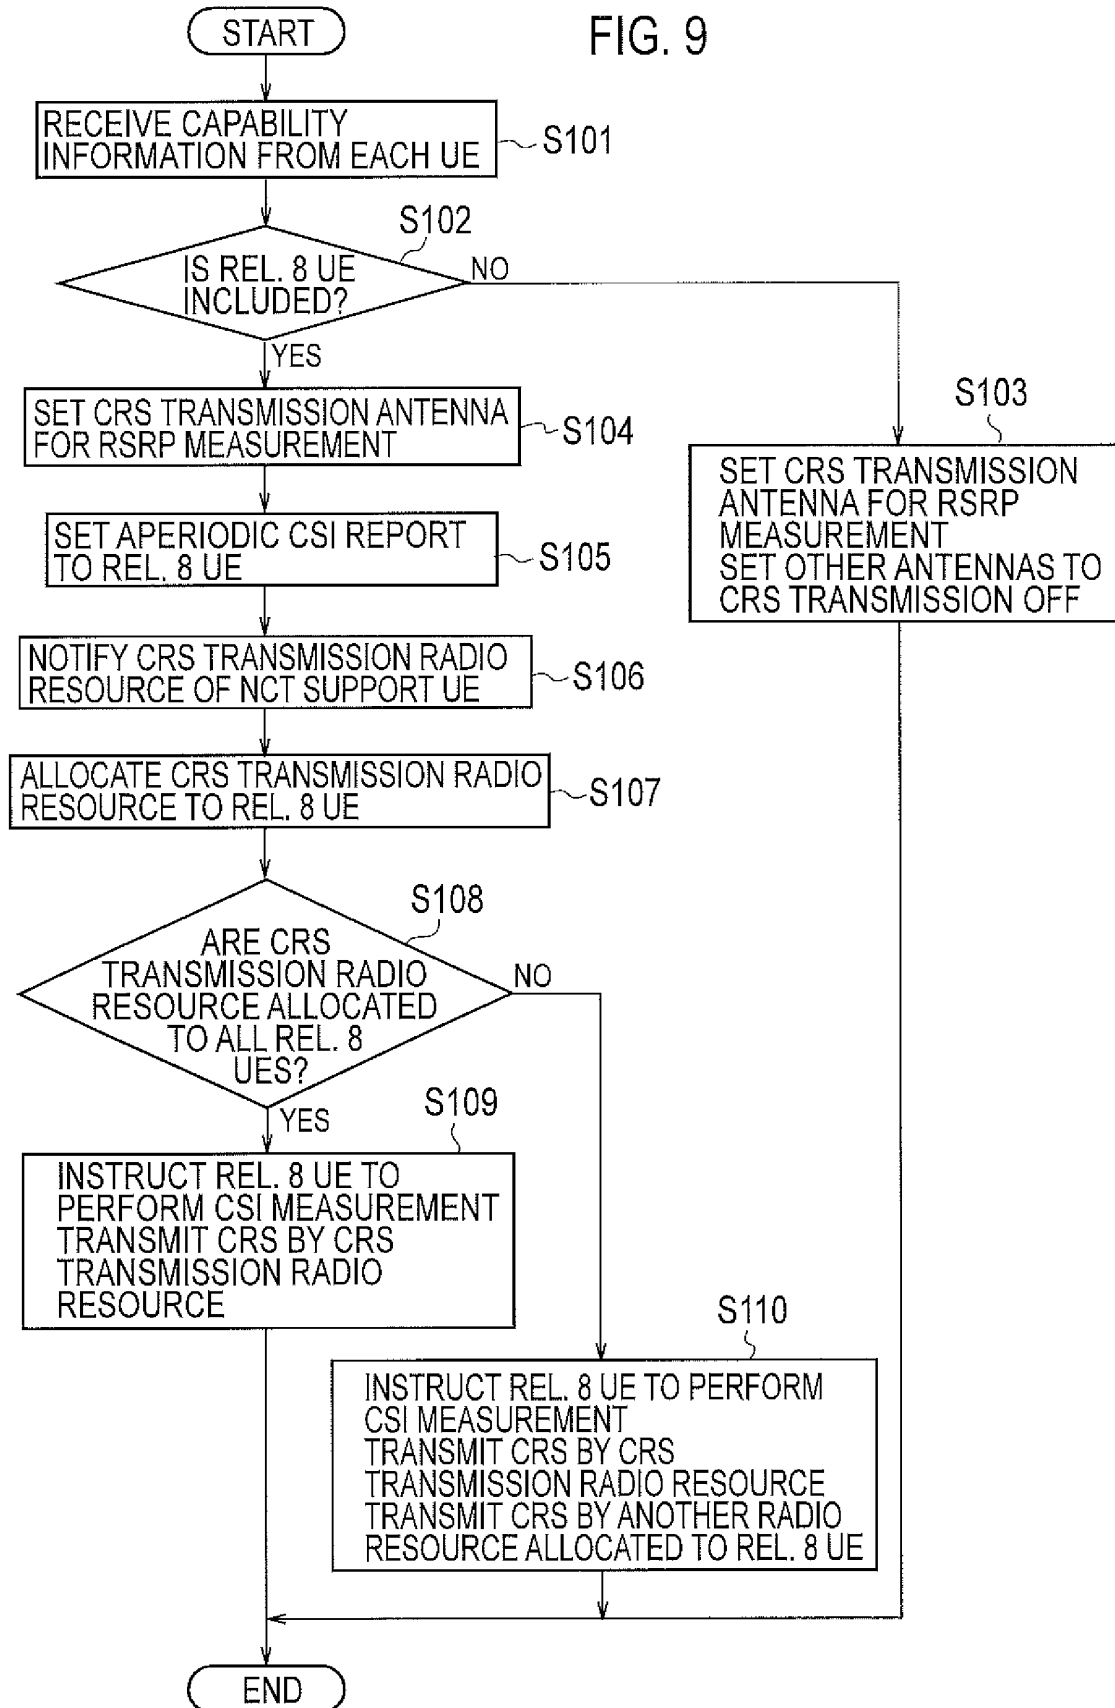 FIG. 9
START
RECEIVE CAPABILITY
INFORMATION FROM EACH UE
S101
S102
IS REL. 8 UE
INCLUDED?
NO
YES
S103
SET CRS TRANSMISSION
ANTENNA FOR RSRP
MEASUREMENT
SET OTHER ANTENNAS TO
CRS TRANSMISSION OFF
SET CRS TRANSMISSION ANTENNA
FOR RSRP MEASUREMENT
S104
SET APERIODIC CSI REPORT
TO REL. 8 UE
S105
NOTIFY CRS TRANSMISSION RADIO
RESOURCE OF NCT SUPPORT UE
S106
ALLOCATE CRS TRANSMISSION RADIO
RESOURCE TO REL. 8 UE
S107
S108
ARE CRS
TRANSMISSION RADIO
RESOURCE ALLOCATED
TO ALL REL. 8
UES?
NO
YES
S109
INSTRUCT REL. 8 UE TO
PERFORM CSI MEASUREMENT
TRANSMIT CRS BY CRS
TRANSMISSION RADIO
RESOURCE
S110
INSTRUCT REL. 8 UE TO PERFORM
CSI MEASUREMENT
TRANSMIT CRS BY CRS
TRANSMISSION RADIO RESOURCE
TRANSMIT CRS BY ANOTHER RADIO
RESOURCE ALLOCATED TO REL. 8 UE
END